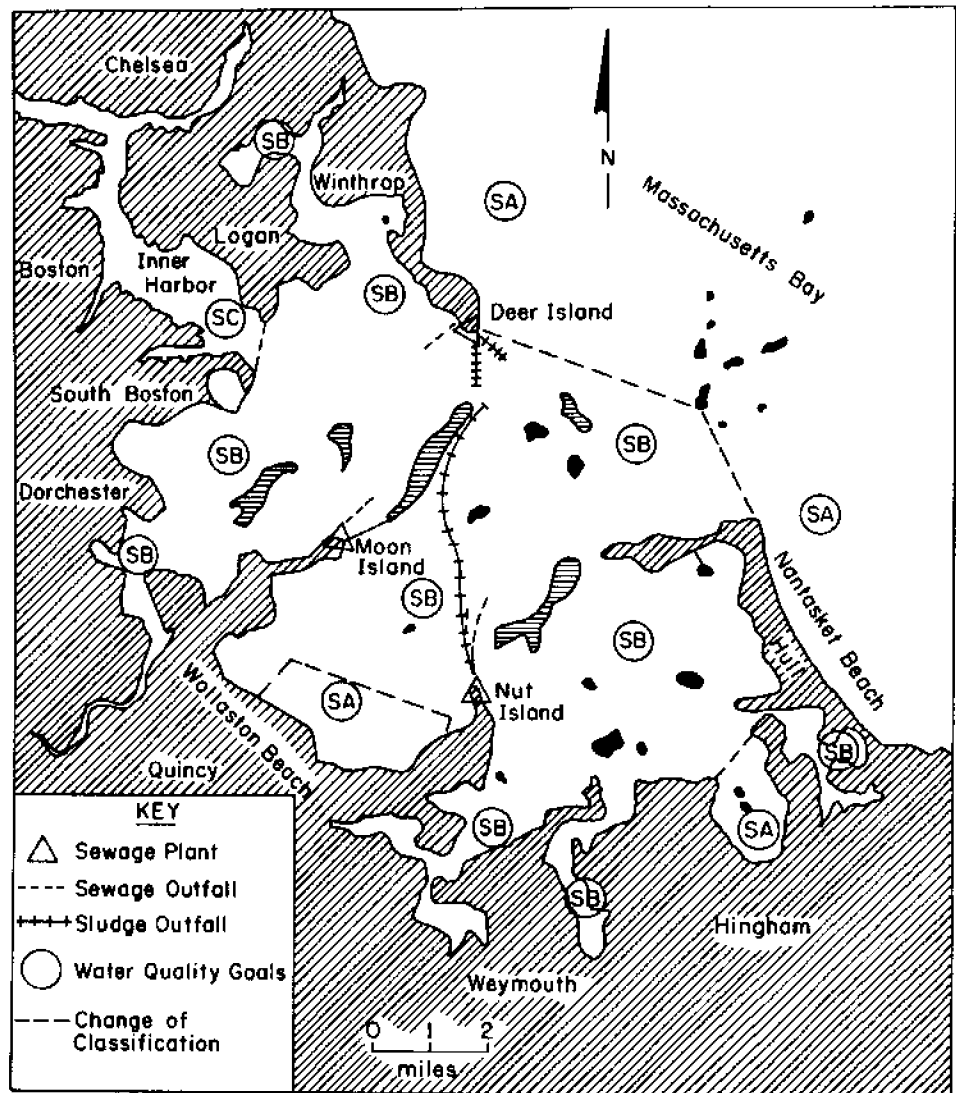 Chelsea
SB
Winthrop
N
SA
Massachusetts Bay
Logan
Boston
Inner
Harbor
SB
SC
Deer Island
South Boston
SB
SB
Dorchester
SA
SB
Moon
Island
SB
Nantasket Beach
SB
Hull
SA
Nut
Island
Wollaston Beach
SB
Quincy
SB
SA
SB
Hingham
Weymouth
KEY
Sewage Plant
Sewage Outfall
Sludge Outfall
Water Quality Goals
Change of
Classification
0 1 2
miles